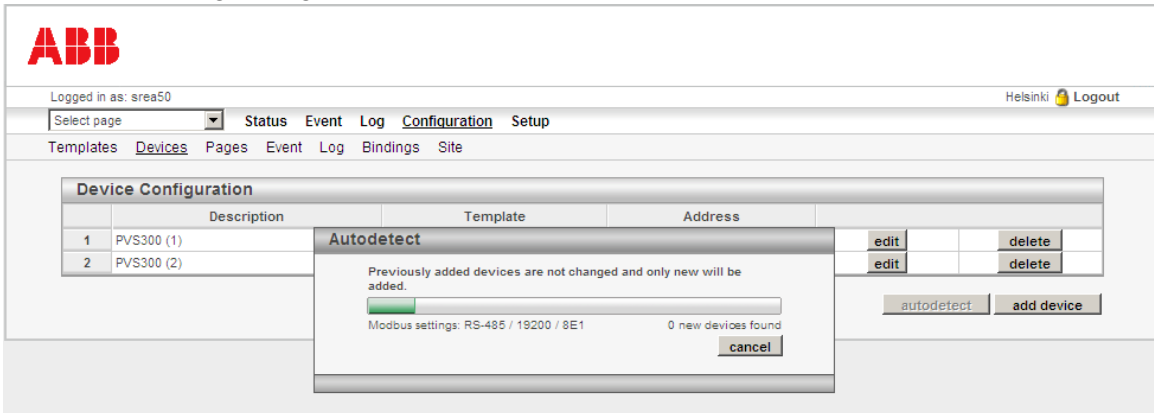 ABB
Logged in as: srea50 Helsinki Logout
Select page Status Event Log Configuration Setup
Templates Devices Pages Event Log Bindings Site
Device Configuration
Description Template Address
1 PVS300 (1) edit delete
2 PVS300 (2) edit delete
Autodetect
Previously added devices are not changed and only new will be
added.
Modbus settings: RS-485 / 19200 / 8E1 0 new devices found
cancel
autodetect add device